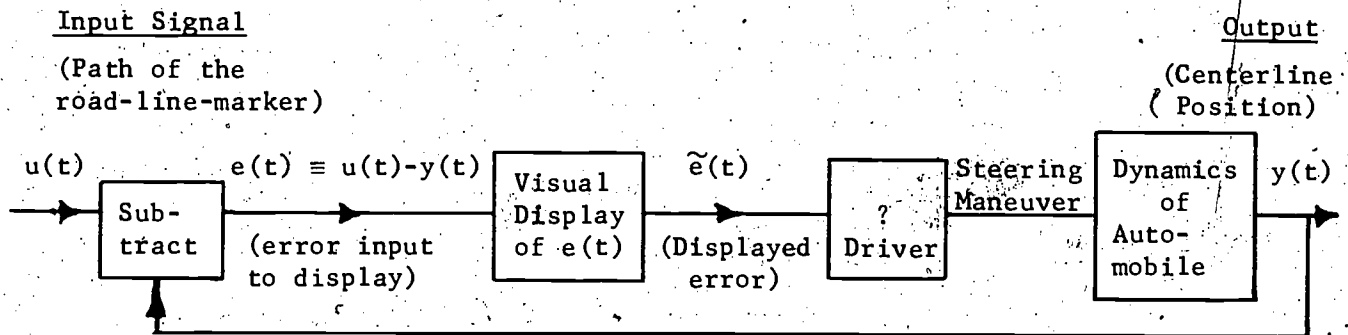 Input Signal
(Path of the
road-line-marker)
Output
(Centerline
( Position)
u(t)
Sub-
tract
e(t) ≡ u(t)-y(t)
(error input
to display)
Visual
Display
of e(t)
ẽ(t)
(Displayed
error)
?
Driver
Steering
Maneuver
Dynamics
of
Auto-
mobile
y(t)